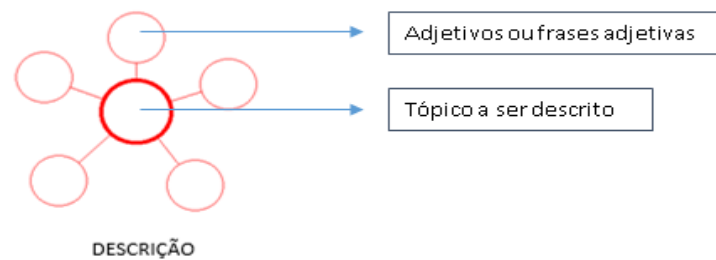 Adjetivos ou frases adjetivas
Tópico a ser descrito
DESCRIÇÃO